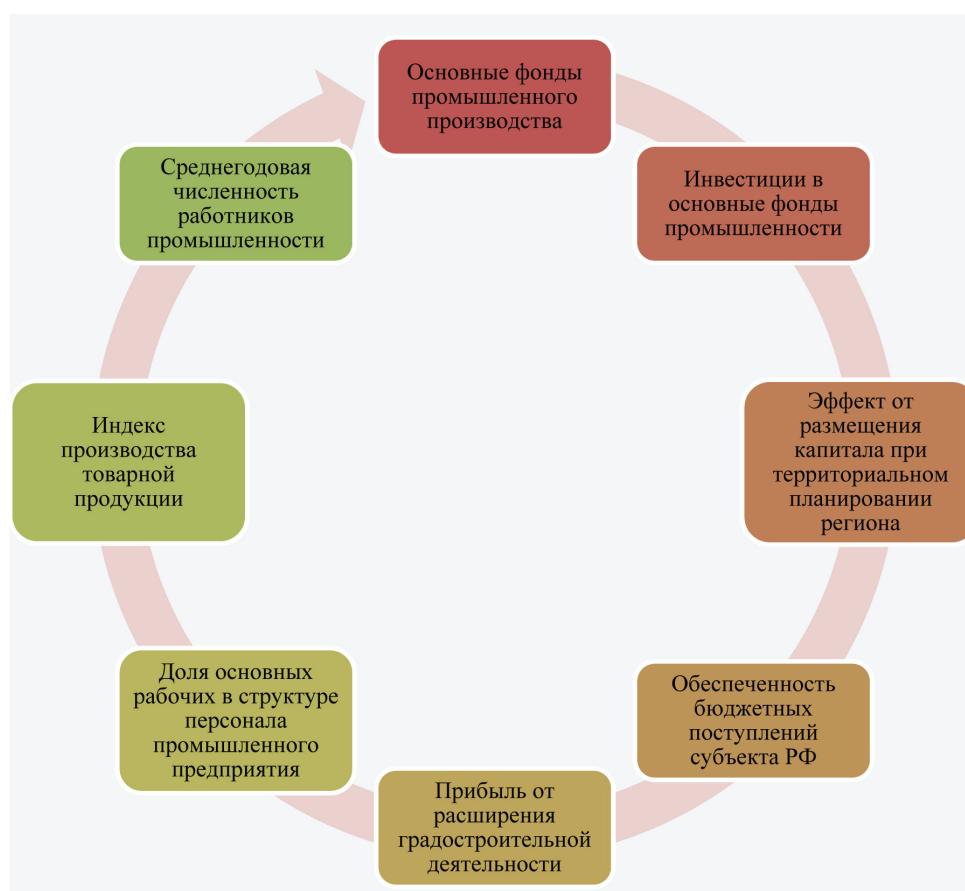 Основные фонды
промышленного
производства
Инвестиции в
основные фонды
промышленности
Эффект от
размещения
капитала при
территориальном
планировании
региона
Обеспеченность
бюджетных
поступлений
субъекта РФ
Прибыль от
расширения
градостроительной
деятельности
Доля основных
рабочих в структуре
персонала
промышленного
предприятия
Индекс
производства
товарной
продукции
Среднегодовая
численность
работников
промышленности